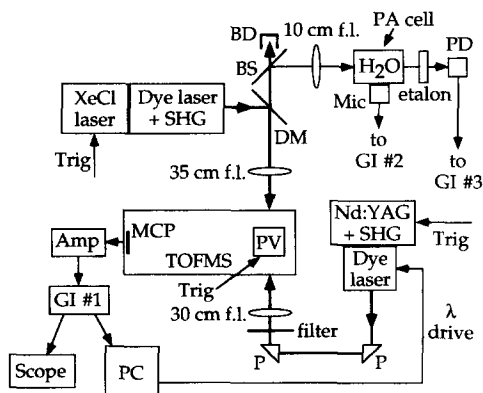 BD
10 cm f.l.
PA cell
BS
H2O
PD
XeCl
laser
Dye laser
+ SHG
DM
Mic
etalon
to
GI #2
to
GI #3
Trig
35 cm f.l.
Nd:YAG
+ SHG
Trig
Amp
MCP
PV
TOFMS
Trig
Dye
laser
GI #1
30 cm f.l.
filter
λ
drive
Scope
PC
P
P